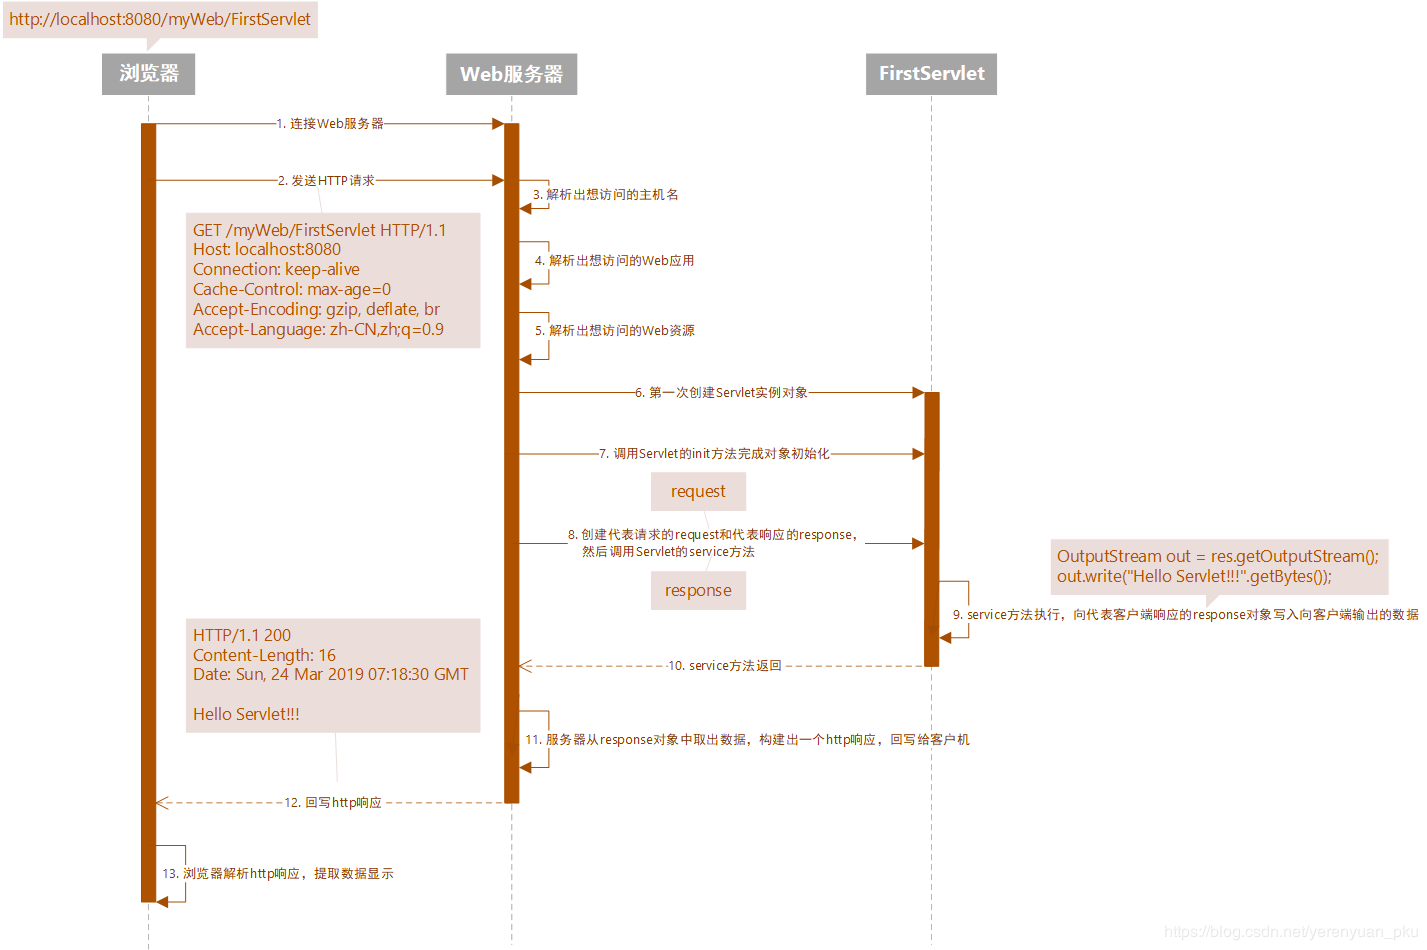 http://localhost:8080/myWeb/FirstServlet
浏览器
Web服务器
FirstServlet
1. 连接Web服务器
2. 发送HTTP请求
3. 解析出想访问的主机名
GET /myWeb/FirstServlet HTTP/1.1
Host: localhost:8080
Connection: keep-alive
Cache-Control: max-age=0
Accept-Encoding: gzip, deflate, br
Accept-Language: zh-CN,zh;q=0.9
4. 解析出想访问的Web应用
5. 解析出想访问的Web资源
6. 第一次创建Servlet实例对象
7. 调用Servlet的init方法完成对象初始化
request
8. 创建代表请求的request和代表响应的response，
然后调用Servlet的service方法
response
OutputStream out = res.getOutputStream();
out.write("Hello Servlet!!!".getBytes());
9. service方法执行，向代表客户端响应的response对象写入向客户端输出的数据
10. service方法返回
HTTP/1.1 200
Content-Length: 16
Date: Sun, 24 Mar 2019 07:18:30 GMT
Hello Servlet!!!
11. 服务器从response对象中取出数据，构建出一个http响应，回写给客户机
12. 回写http响应
13. 浏览器解析http响应，提取数据显示
https://blog.csdn.net/yerenyuan_pku